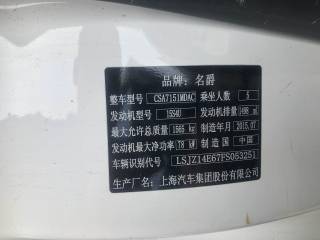 品牌：名爵
整车型号 CSA7151MDAC 乘坐人数 5
发动机型号 15S4U 发动机排量 1498 ml
最大允许总质量 1565 kg 制造年月 2015.07
发动机最大净功率 78 kW 制造国 中国
车辆识别代号 LSJZ14E67FS053251
生产厂名：上海汽车集团股份有限公司